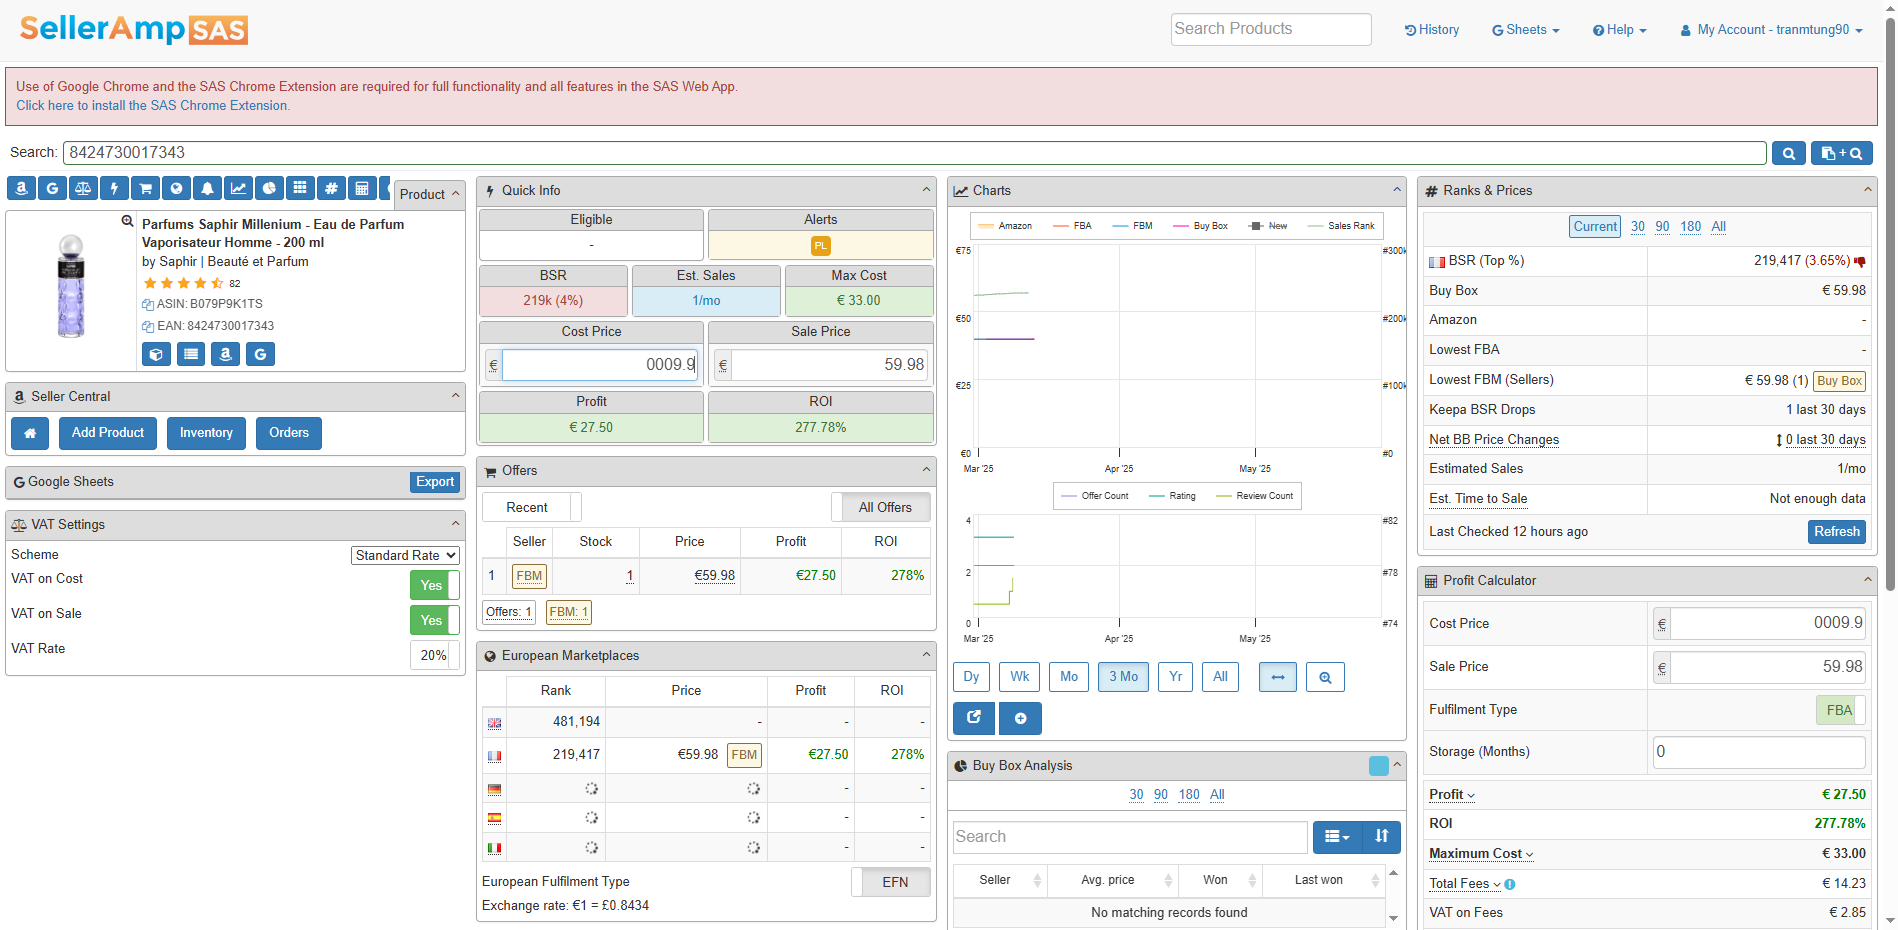 SellerAmp SAS
Search Products
History
Sheets
Help
My Account - tranmtung90
Use of Google Chrome and the SAS Chrome Extension are required for full functionality and all features in the SAS Web App.
Click here to install the SAS Chrome Extension.
Search: 8424730017343
Product
Parfums Saphir Millenium - Eau de Parfum
Vaporisateur Homme - 200 ml
by Saphir | Beauté et Parfum
82
ASIN: B079P9K1TS
EAN: 8424730017343
Seller Central
Add Product
Inventory
Orders
Google Sheets
Export
VAT Settings
Scheme Standard Rate
VAT on Cost Yes
VAT on Sale Yes
VAT Rate 20%
Quick Info
Eligible Alerts
- PL
BSR Est. Sales Max Cost
219k (4%) 1/mo € 33.00
Cost Price Sale Price
€ 0009.9 € 59.98
Profit ROI
€ 27.50 277.78%
Offers
Recent All Offers
Seller Stock Price Profit ROI
1 FBM 1 €59.98 €27.50 278%
Offers: 1 FBM: 1
European Marketplaces
Rank Price Profit ROI
481,194 - - -
219,417 €59.98 FBM €27.50 278%
- -
- -
- -
European Fulfilment Type EFN
Exchange rate: €1 = £0.8434
Charts
Amazon FBA FBM Buy Box New Sales Rank
€75 #300k
€50 #200k
€25 #100k
€0 #0
Mar '25 Apr '25 May '25
Offer Count Rating Review Count
4 #82
2 #78
0 #74
Mar '25 Apr '25 May '25
Dy Wk Mo 3 Mo Yr All
Buy Box Analysis
30 90 180 All
Search
Seller Avg. price Won Last won
No matching records found
Ranks & Prices
Current 30 90 180 All
BSR (Top %) 219,417 (3.65%)
Buy Box € 59.98
Amazon -
Lowest FBA -
Lowest FBM (Sellers) € 59.98 (1) Buy Box
Keepa BSR Drops 1 last 30 days
Net BB Price Changes 0 last 30 days
Estimated Sales 1/mo
Est. Time to Sale Not enough data
Last Checked 12 hours ago Refresh
Profit Calculator
Cost Price € 0009.9
Sale Price € 59.98
Fulfilment Type FBA
Storage (Months) 0
Profit € 27.50
ROI 277.78%
Maximum Cost € 33.00
Total Fees € 14.23
VAT on Fees € 2.85